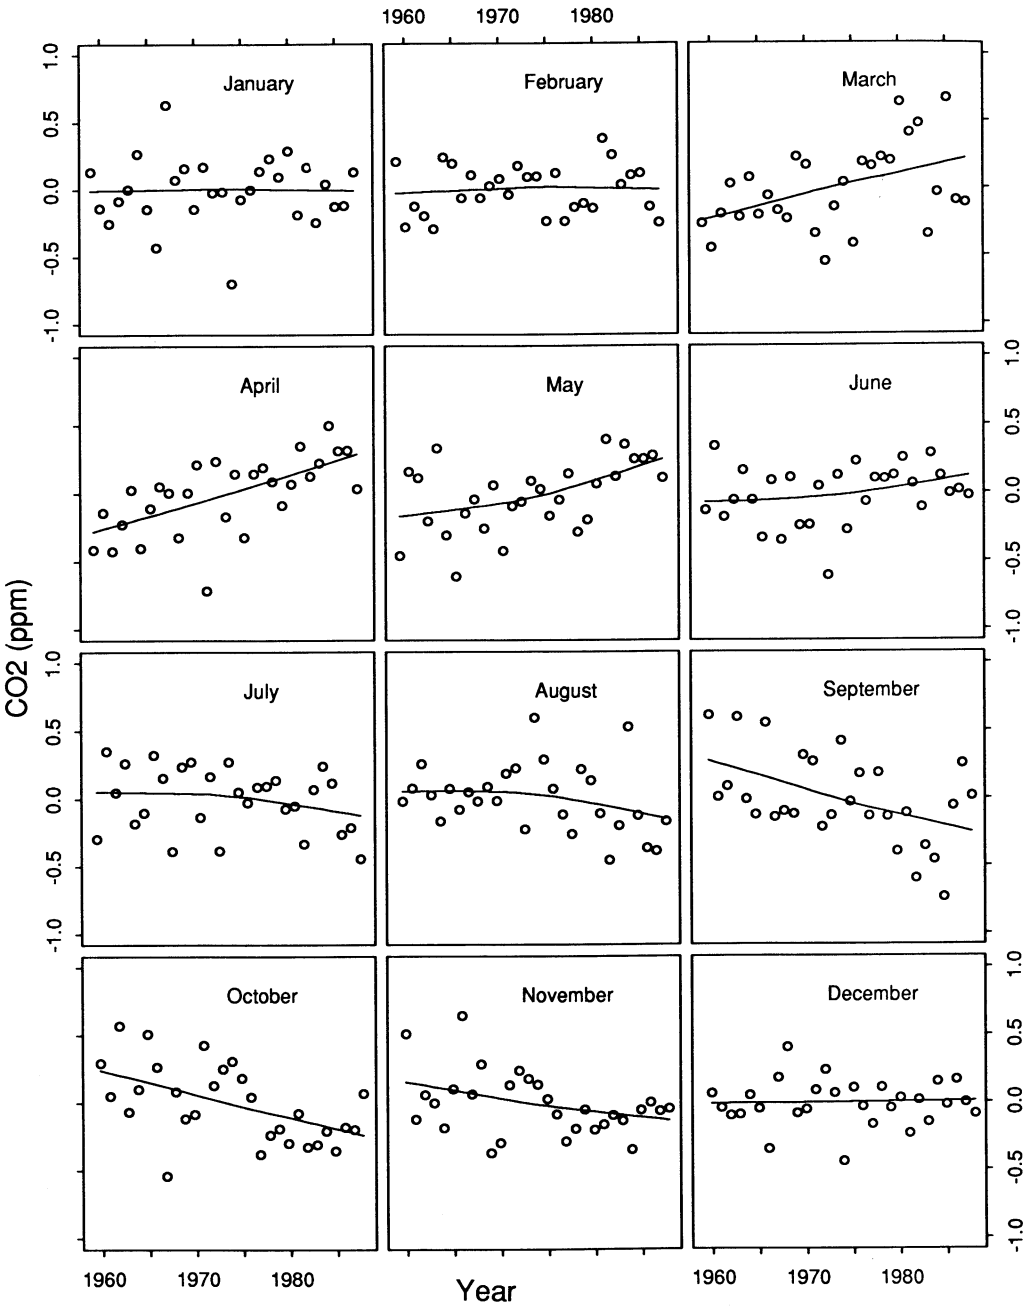 1960 1970 1980
January February March
1.0
0.5
0.0
-0.5
-1.0
April May June
1.0
0.5
0.0
-0.5
-1.0
CO2 (ppm)
July August September
1.0
0.5
0.0
-0.5
-1.0
October November December
1.0
0.5
0.0
-0.5
-1.0
1960 1970 1980 1960 1970 1980
Year